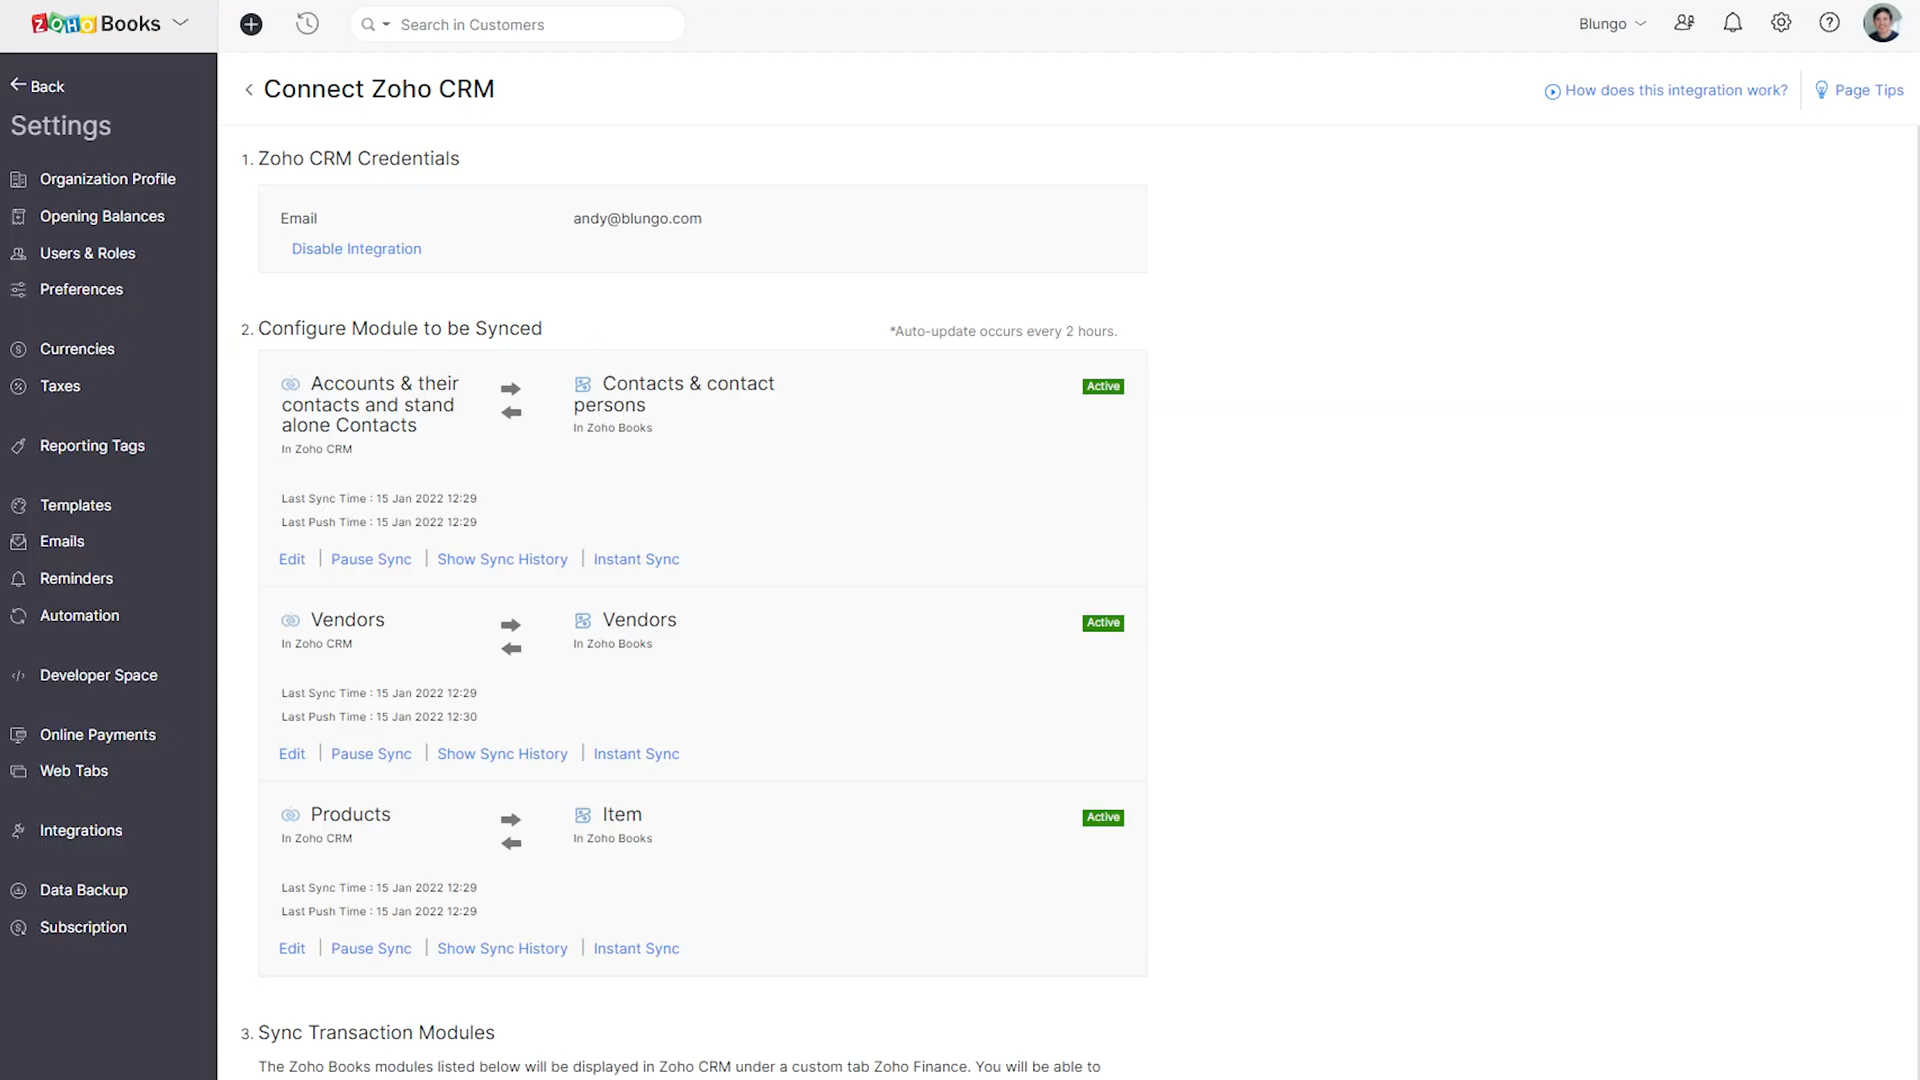 ZOHO Books
Search in Customers
Blungo
Back
Settings
Organization Profile
Opening Balances
Users & Roles
Preferences
Currencies
Taxes
Reporting Tags
Templates
Emails
Reminders
Automation
Developer Space
Online Payments
Web Tabs
Integrations
Data Backup
Subscription
Connect Zoho CRM
How does this integration work?
Page Tips
1. Zoho CRM Credentials
Email andy@blungo.com
Disable Integration
2. Configure Module to be Synced
*Auto-update occurs every 2 hours.
Accounts & their
contacts and stand
alone Contacts
In Zoho CRM
Contacts & contact
persons
In Zoho Books
Active
Last Sync Time : 15 Jan 2022 12:29
Last Push Time : 15 Jan 2022 12:29
Edit | Pause Sync | Show Sync History | Instant Sync
Vendors
In Zoho CRM
Vendors
In Zoho Books
Active
Last Sync Time : 15 Jan 2022 12:29
Last Push Time : 15 Jan 2022 12:30
Edit | Pause Sync | Show Sync History | Instant Sync
Products
In Zoho CRM
Item
In Zoho Books
Active
Last Sync Time : 15 Jan 2022 12:29
Last Push Time : 15 Jan 2022 12:29
Edit | Pause Sync | Show Sync History | Instant Sync
3. Sync Transaction Modules
The Zoho Books modules listed below will be displayed in Zoho CRM under a custom tab Zoho Finance. You will be able to